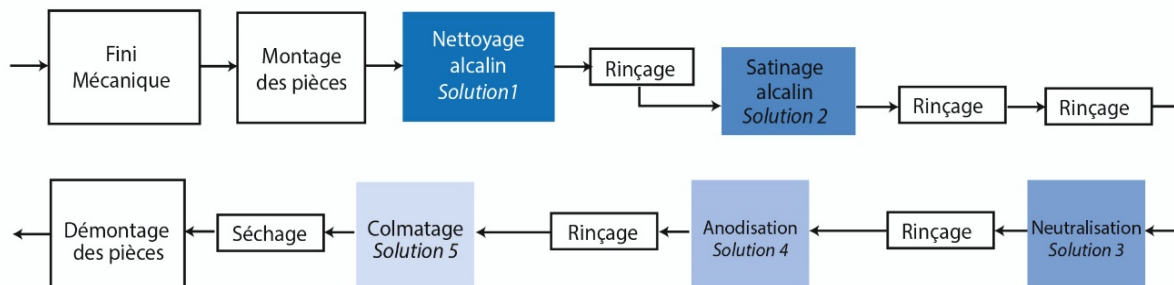 Fini
Mécanique
Montage
des pièces
Nettoyage
alcalin
Solution1
Rinçage
Satinage
alcalin
Solution 2
Rinçage
Rinçage
Neutralisation
Solution 3
Rinçage
Anodisation
Solution 4
Rinçage
Colmatage
Solution 5
Séchage
Démontage
des pièces